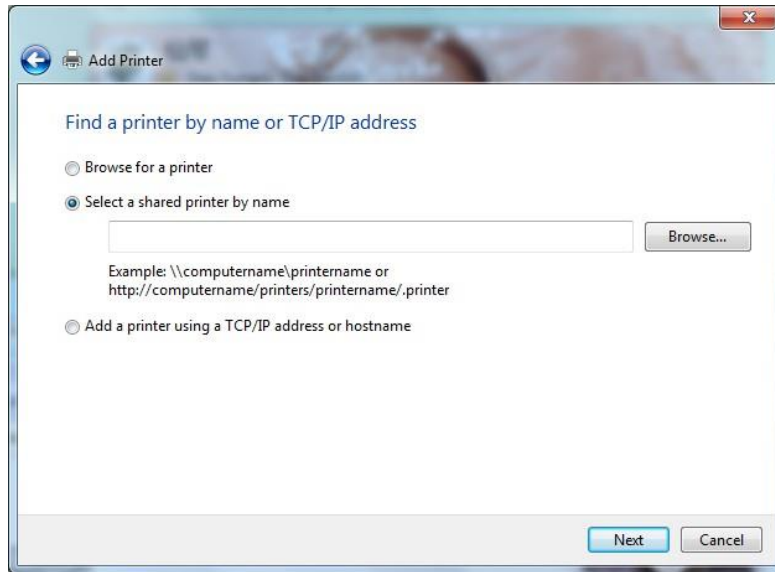 Add Printer
Find a printer by name or TCP/IP address
Browse for a printer
Select a shared printer by name
Browse...
Example: \\computername\printername or
http://computername/printers/printername/.printer
Add a printer using a TCP/IP address or hostname
Next
Cancel